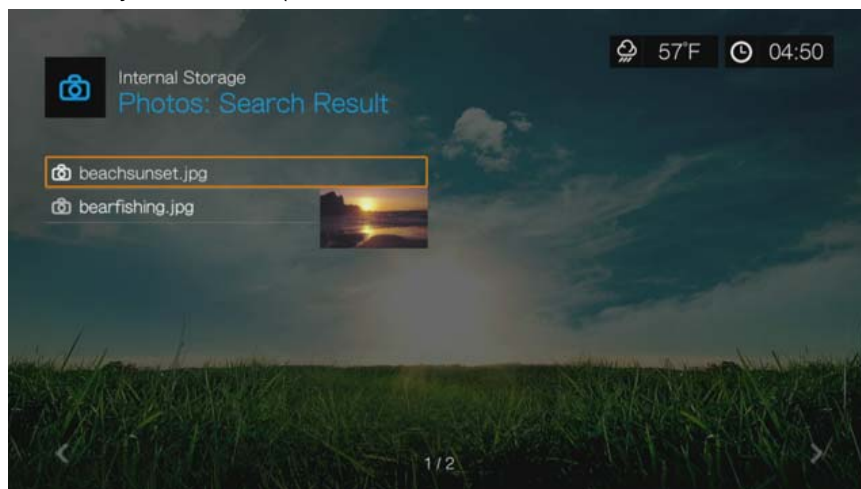 57°F 04:50
Internal Storage
Photos: Search Result
beachsunset.jpg
bearfishing.jpg
1 / 2